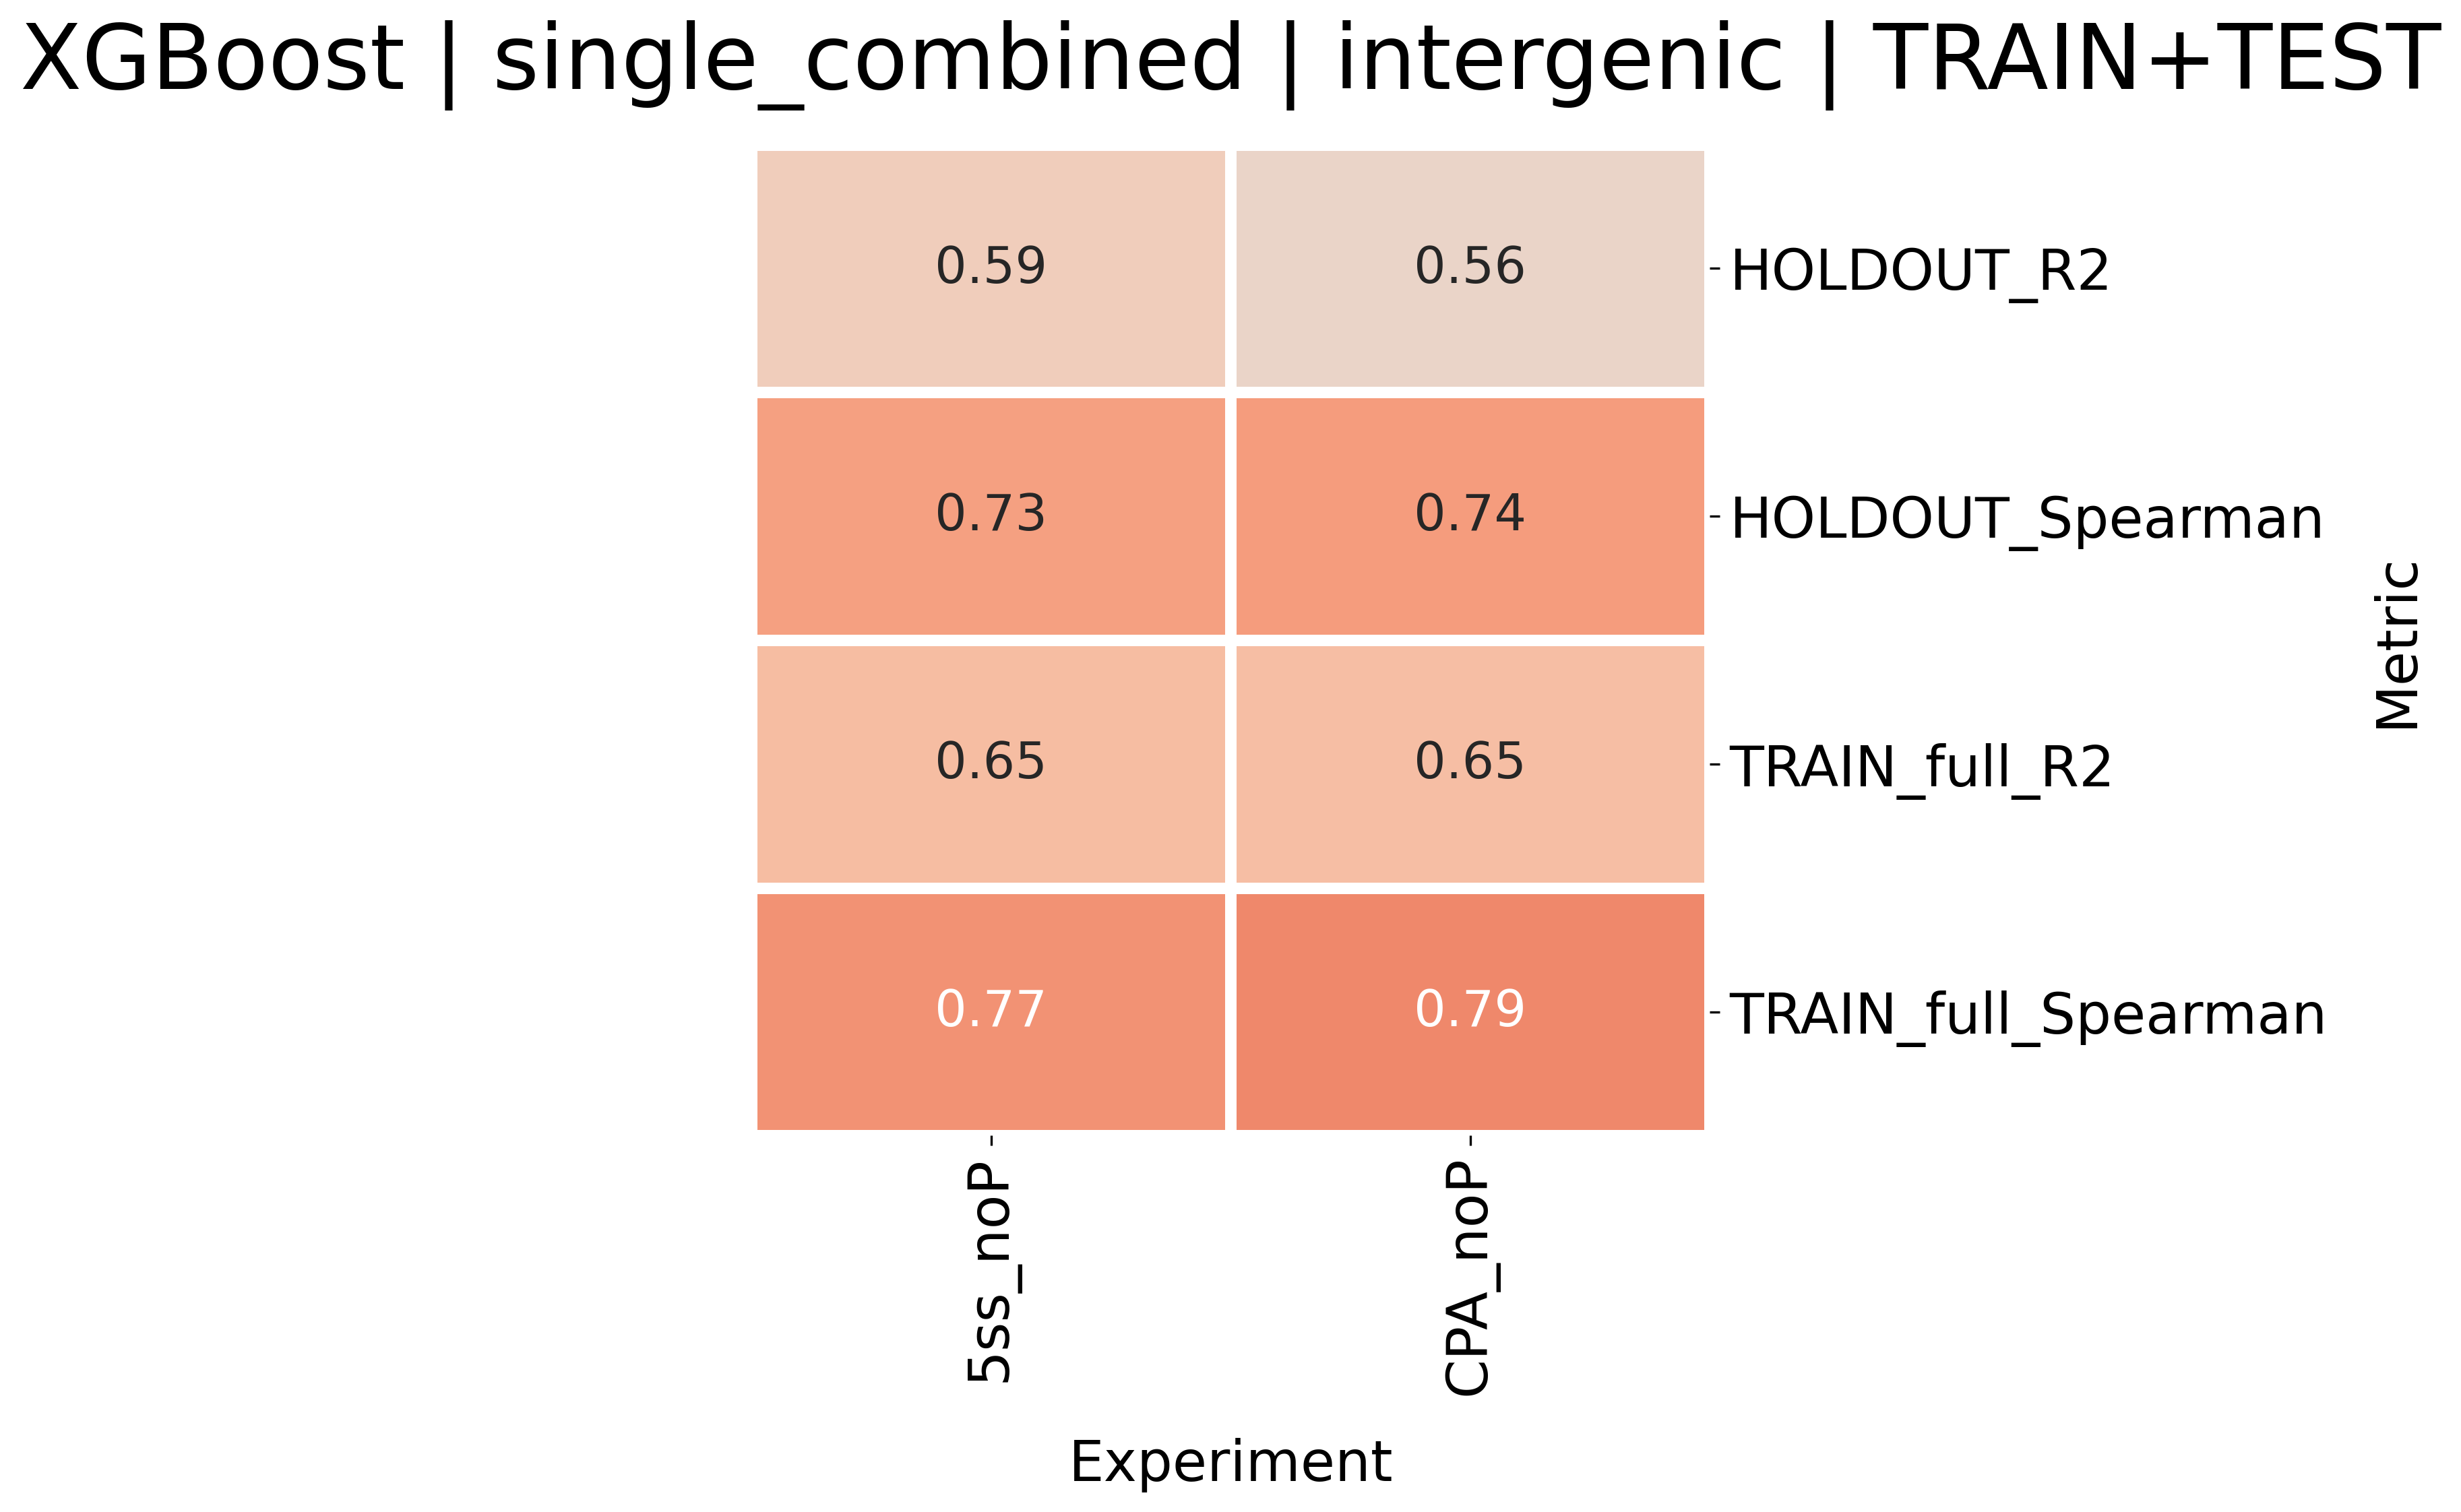 XGBoost | single_combined | intergenic | TRAIN+TEST
0.59 0.56 HOLDOUT_R2
0.73 0.74 HOLDOUT_Spearman
0.65 0.65 TRAIN_full_R2
0.77 0.79 TRAIN_full_Spearman
Metric
5ss_noP
CPA_noP
Experiment